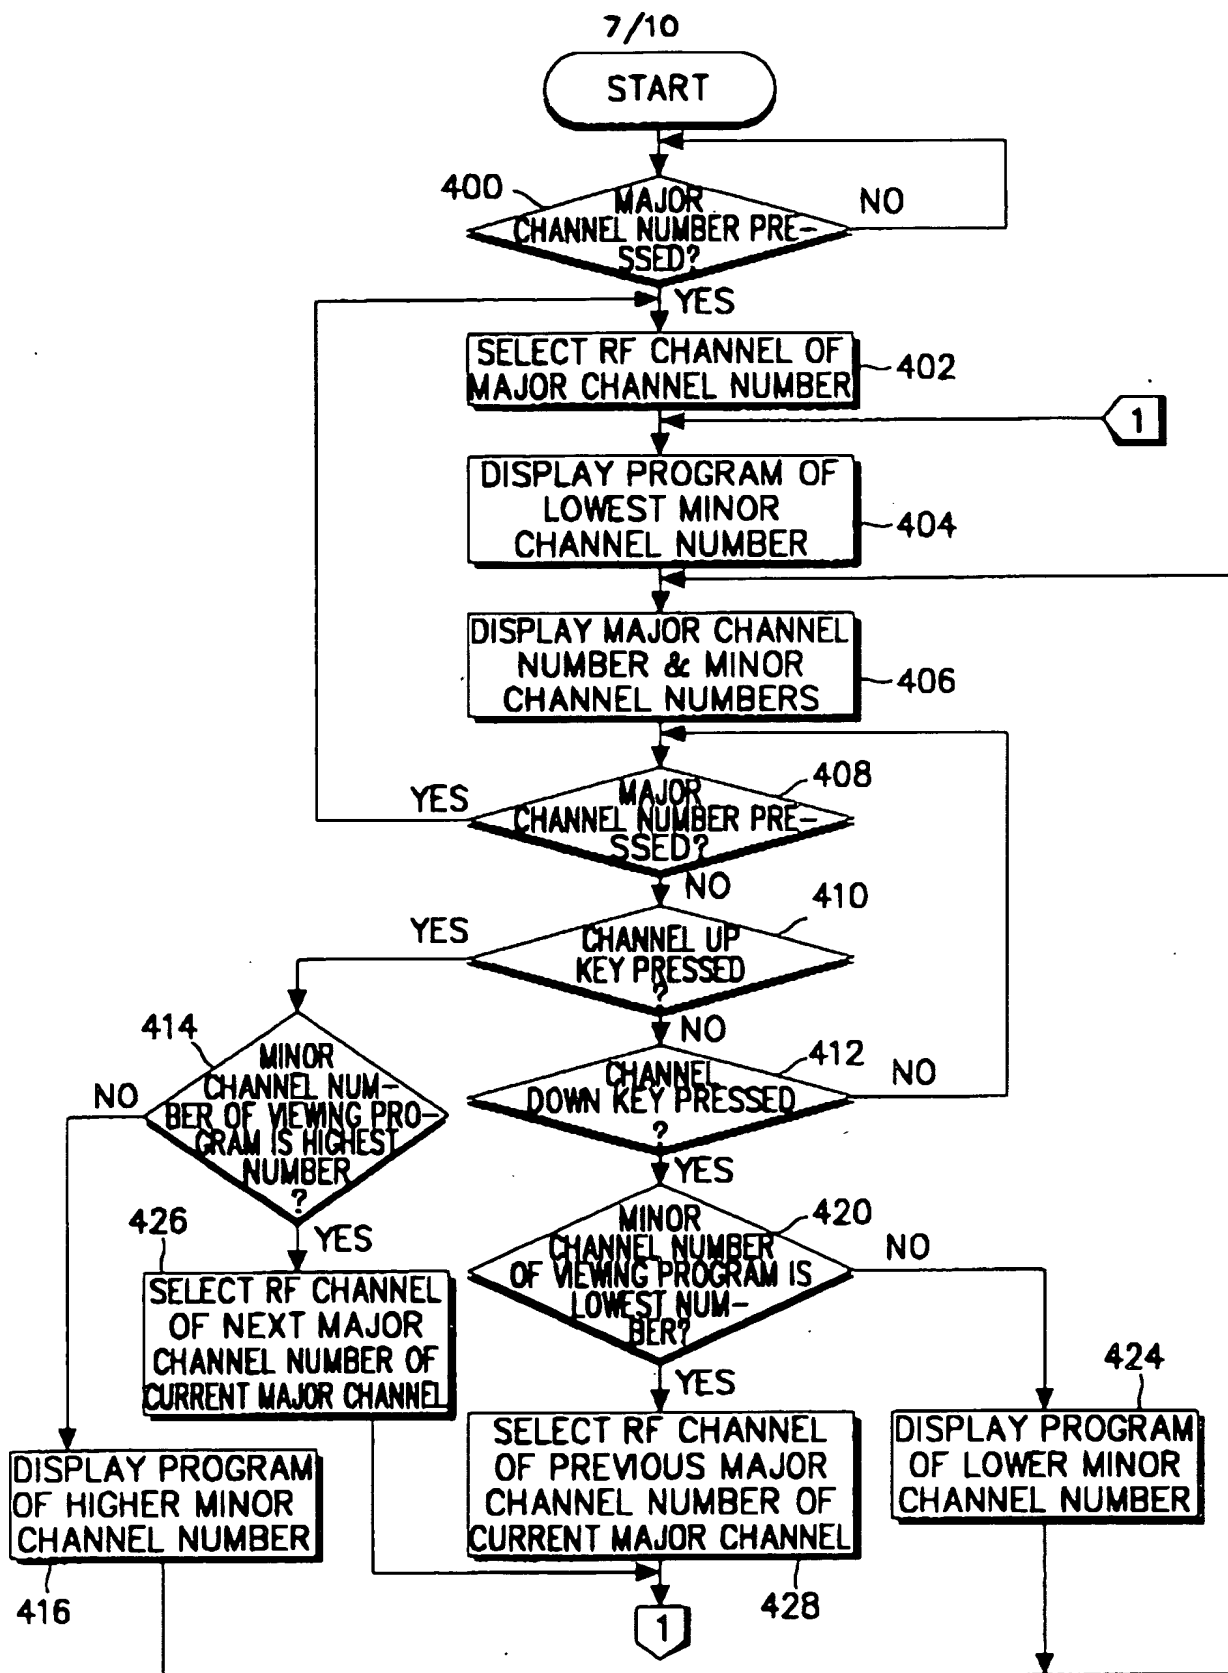 7/10
START
400
MAJOR
CHANNEL NUMBER PRE-
SSED?
NO
YES
SELECT RF CHANNEL OF
MAJOR CHANNEL NUMBER
402
1
DISPLAY PROGRAM OF
LOWEST MINOR
CHANNEL NUMBER
404
DISPLAY MAJOR CHANNEL
NUMBER & MINOR
CHANNEL NUMBERS
406
408
YES
MAJOR
CHANNEL NUMBER PRE-
SSED?
NO
410
YES
CHANNEL UP
KEY PRESSED
?
NO
414
MINOR
CHANNEL NUM-
BER OF VIEWING PRO-
GRAM IS HIGHEST
NUMBER
?
NO
412
CHANNEL
DOWN KEY PRESSED
?
NO
YES
426
YES
SELECT RF CHANNEL
OF NEXT MAJOR
CHANNEL NUMBER OF
CURRENT MAJOR CHANNEL
420
MINOR
CHANNEL NUMBER
OF VIEWING PROGRAM IS
LOWEST NUM-
BER?
NO
YES
424
DISPLAY PROGRAM
OF HIGHER MINOR
CHANNEL NUMBER
416
SELECT RF CHANNEL
OF PREVIOUS MAJOR
CHANNEL NUMBER OF
CURRENT MAJOR CHANNEL
428
DISPLAY PROGRAM
OF LOWER MINOR
CHANNEL NUMBER
1